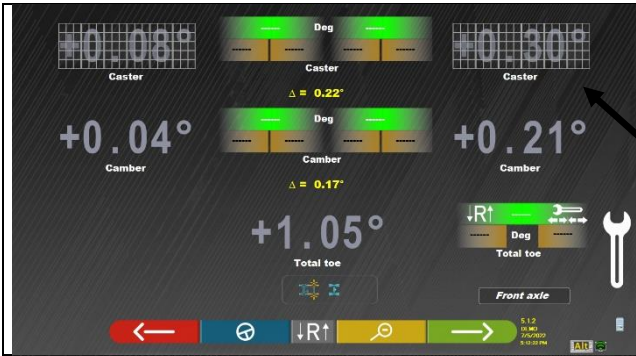 +0.08° Deg +0.30°
----- -----
----- ----- ----- -----
Caster Caster Caster
Δ = 0.22°
+0.04° Deg +0.21°
----- -----
----- ----- ----- -----
Camber Camber Camber
Δ = 0.17°
+1.05° ↓R↑ -----
----- Deg -----
Total toe Total toe
Front axle
↓R↑
5.1.2
DEMO
7/5/2022
5:12:22 PM
Alt